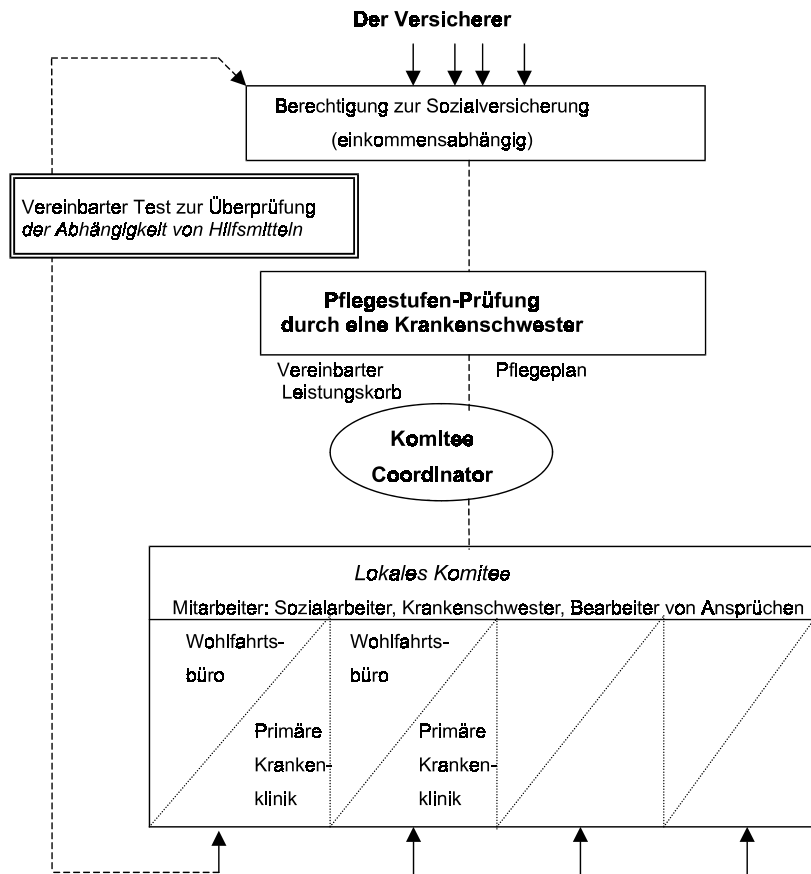 Der Versicherer
Berechtigung zur Sozialversicherung
(einkommensabhängig)
Vereinbarter Test zur Überprüfung
der Abhängigkeit von Hilfsmitteln
Pflegestufen-Prüfung
durch eine Krankenschwester
Vereinbarter
Leistungskorb
Pflegeplan
Komitee
Coordinator
Lokales Komitee
Mitarbeiter: Sozialarbeiter, Krankenschwester, Bearbeiter von Ansprüchen
Wohlfahrts-
büro
Primäre
Kranken-
klinik
Wohlfahrts-
büro
Primäre
Kranken-
klinik